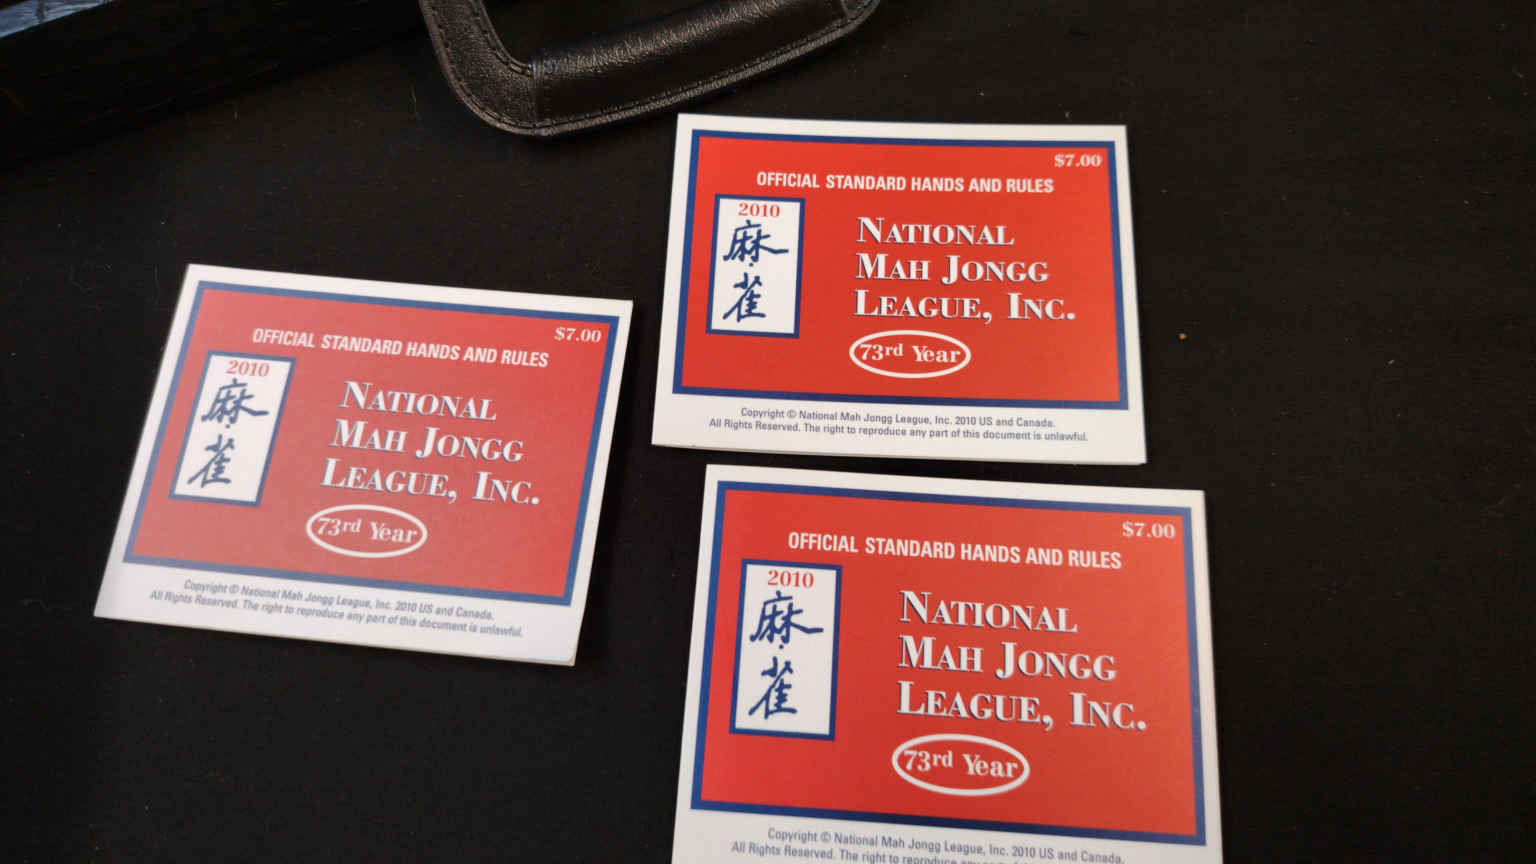 $7.00
OFFICIAL STANDARD HANDS AND RULES
2010
麻
雀
NATIONAL
MAH JONGG
LEAGUE, INC.
73rd Year
Copyright © National Mah Jongg League, Inc. 2010 US and Canada.
All Rights Reserved. The right to reproduce any part of this document is unlawful.
$7.00
OFFICIAL STANDARD HANDS AND RULES
2010
麻
雀
NATIONAL
MAH JONGG
LEAGUE, INC.
73rd Year
Copyright © National Mah Jongg League, Inc. 2010 US and Canada.
All Rights Reserved. The right to reproduce any part of this document is unlawful.
$7.00
OFFICIAL STANDARD HANDS AND RULES
2010
麻
雀
NATIONAL
MAH JONGG
LEAGUE, INC.
73rd Year
Copyright © National Mah Jongg League, Inc. 2010 US and Canada.
All Rights Reserved. The right to reproduce